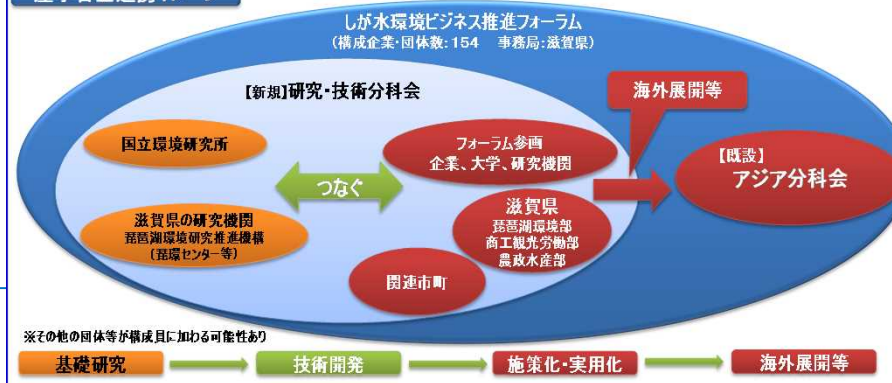 しが水環境ビジネス推進フォーラム
(構成企業・団体数:154 事務局:滋賀県)
【新規】研究・技術分科会
海外展開等
国立環境研究所
フォーラム参画
企業、大学、研究機関
【既設】
アジア分科会
つなぐ
滋賀県の研究機関
琵琶湖環境研究推進機構
(琵環センター等)
滋賀県
琵琶湖環境部
商工観光労働部
農政水産部
関連市町
※その他の団体等が構成員に加わる可能性あり
基礎研究
技術開発
施策化・実用化
海外展開等